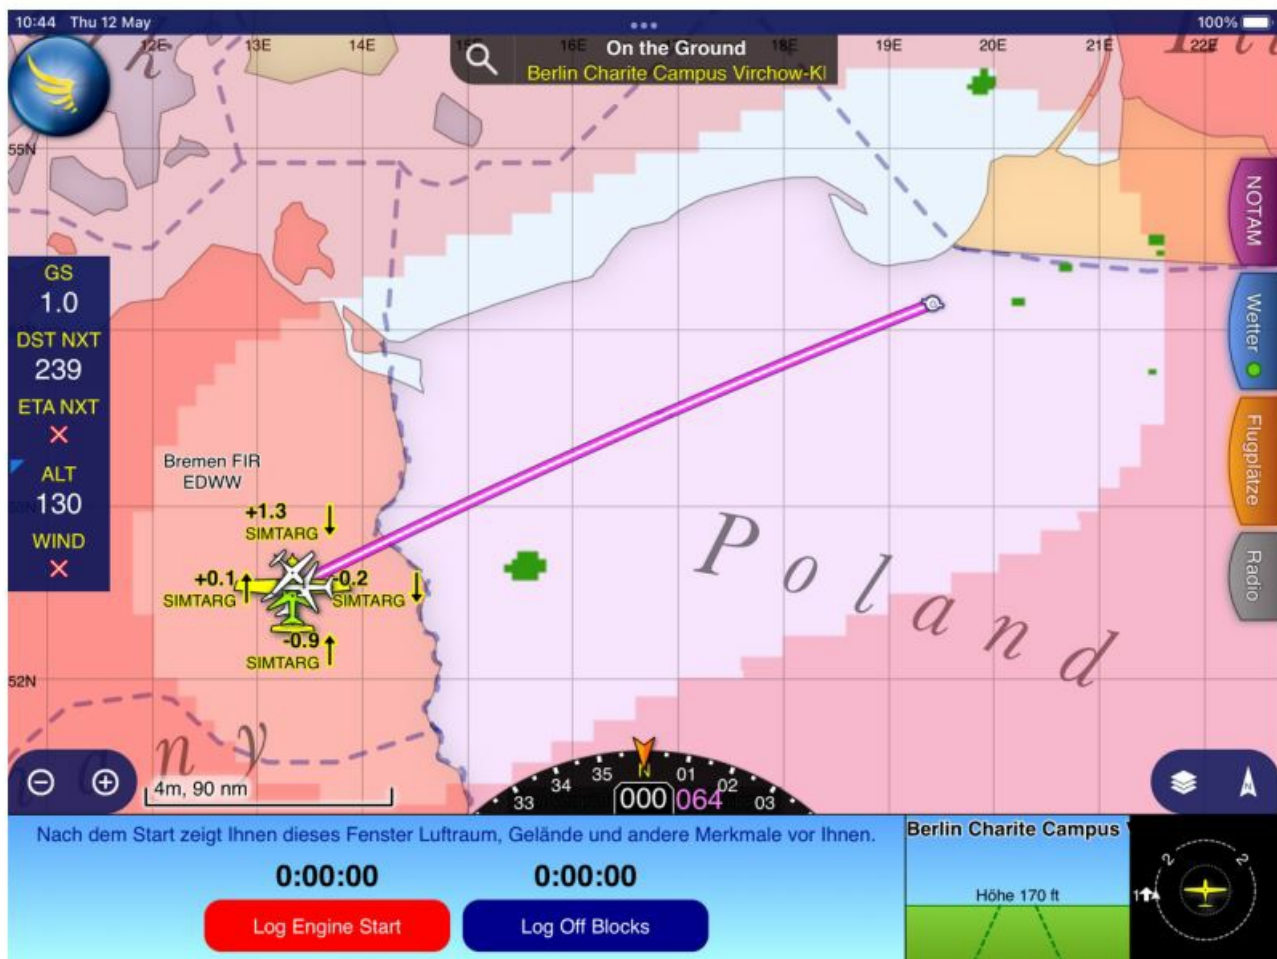 10:44 Thu 12 May
100%
12E 13E 14E 15E 16E 18E 19E 20E 21E 22E
On the Ground
Berlin Charite Campus Virchow-Kl
55N
NOTAM
Wetter
Flugplätze
Radio
GS
1.0
DST NXT
239
ETA NXT
ALT
130
WIND
Bremen FIR
EDWW
+1.3
SIMTARG
+0.1
SIMTARG
-0.2
SIMTARG
-0.9
SIMTARG
Poland
52N
any
4m, 90 nm
33 34 35 N 01 02 03
000 064
Nach dem Start zeigt Ihnen dieses Fenster Luftraum, Gelände und andere Merkmale vor Ihnen.
0:00:00 0:00:00
Log Engine Start Log Off Blocks
Berlin Charite Campus
Höhe 170 ft
2 2
1